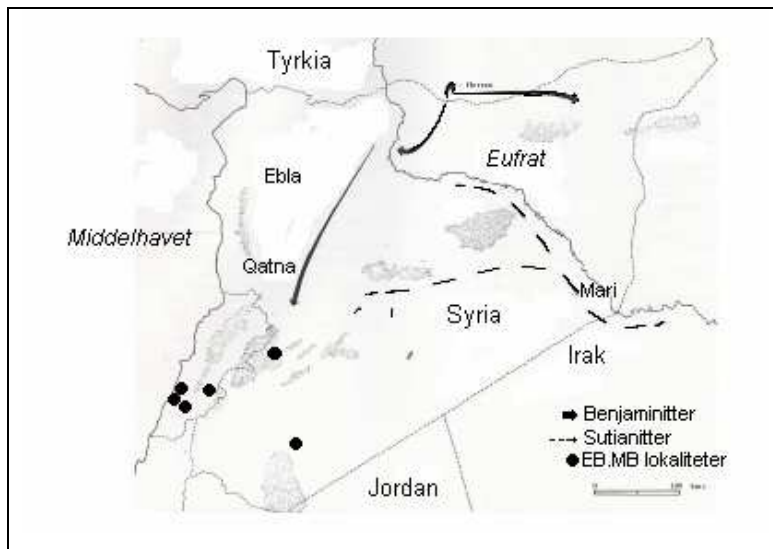 Tyrkia
Eufrat
Ebla
Middelhavet
Qatna
Mari
Syria
Irak
Benjaminitter
Sutianitter
EB.MB lokaliteter
Jordan